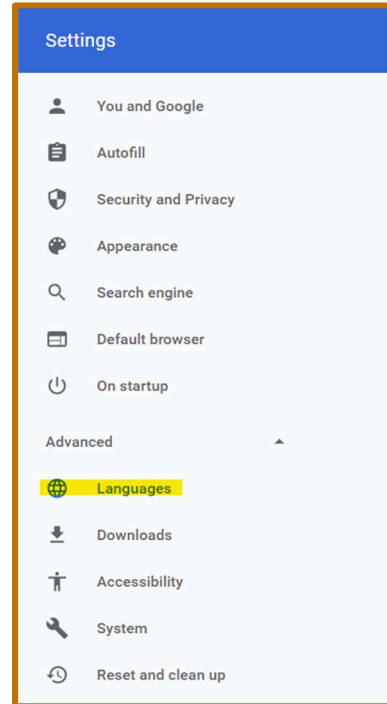 Settings
You and Google
Autofill
Security and Privacy
Appearance
Search engine
Default browser
On startup
Advanced
Languages
Downloads
Accessibility
System
Reset and clean up